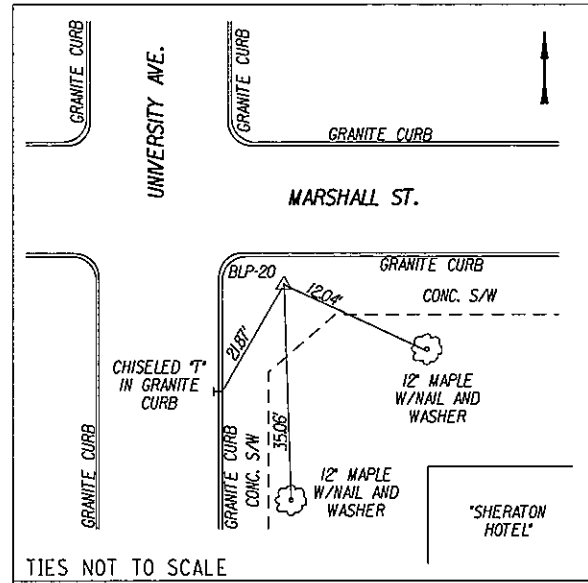 GRANITE CURB
UNIVERSITY AVE.
GRANITE CURB
GRANITE CURB
MARSHALL ST.
GRANITE CURB
BLP-20
12.04'
CONC. S/W
21.87'
CHISELED "T"
IN GRANITE
CURB
12" MAPLE
W/NAIL AND
WASHER
35.06'
GRANITE CURB
GRANITE CURB
CONC. S/W
12" MAPLE
W/NAIL AND
WASHER
"SHERATON
HOTEL"
TIES NOT TO SCALE